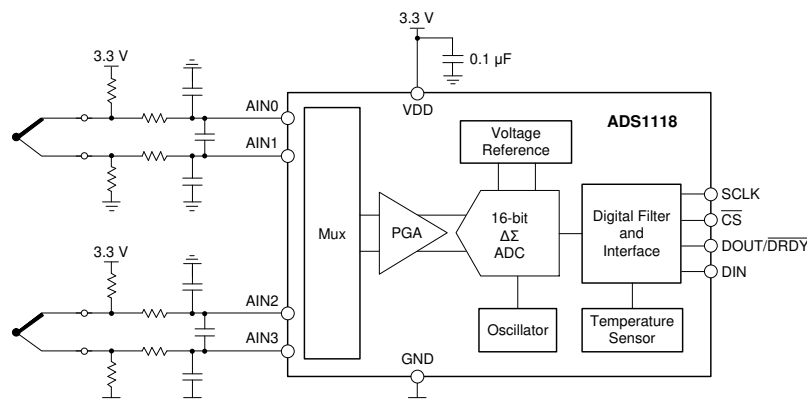 3.3 V
3.3 V
0.1 µF
AIN0
VDD
ADS1118
AIN1
Voltage
Reference
Mux
PGA
16-bit
ΔΣ
ADC
Digital Filter
and
Interface
SCLK
CS
DOUT/DRDY
DIN
3.3 V
AIN2
Oscillator
Temperature
Sensor
AIN3
GND